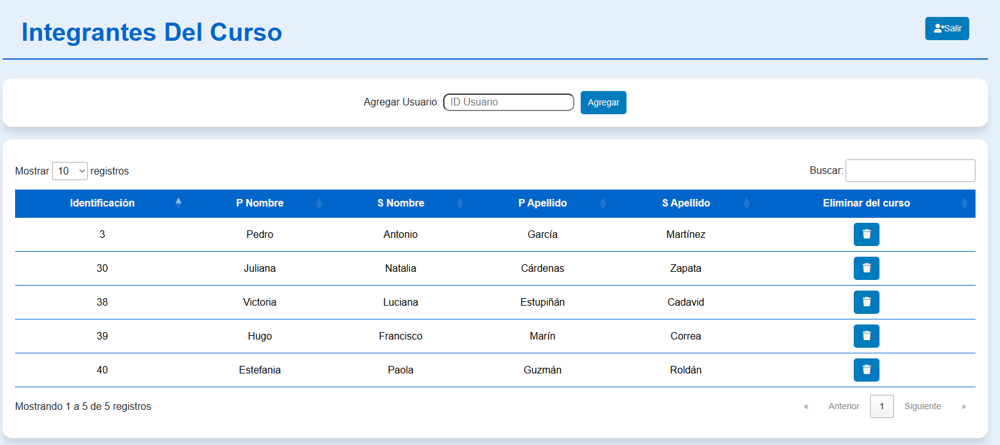 Integrantes Del Curso
Salir
Agregar Usuario: ID Usuario Agregar
Mostrar 10 registros Buscar:
Identificación P Nombre S Nombre P Apellido S Apellido Eliminar del curso
3 Pedro Antonio García Martínez
30 Juliana Natalia Cárdenas Zapata
38 Victoria Luciana Estupiñán Cadavid
39 Hugo Francisco Marín Correa
40 Estefania Paola Guzmán Roldán
Mostrando 1 a 5 de 5 registros « Anterior 1 Siguiente »